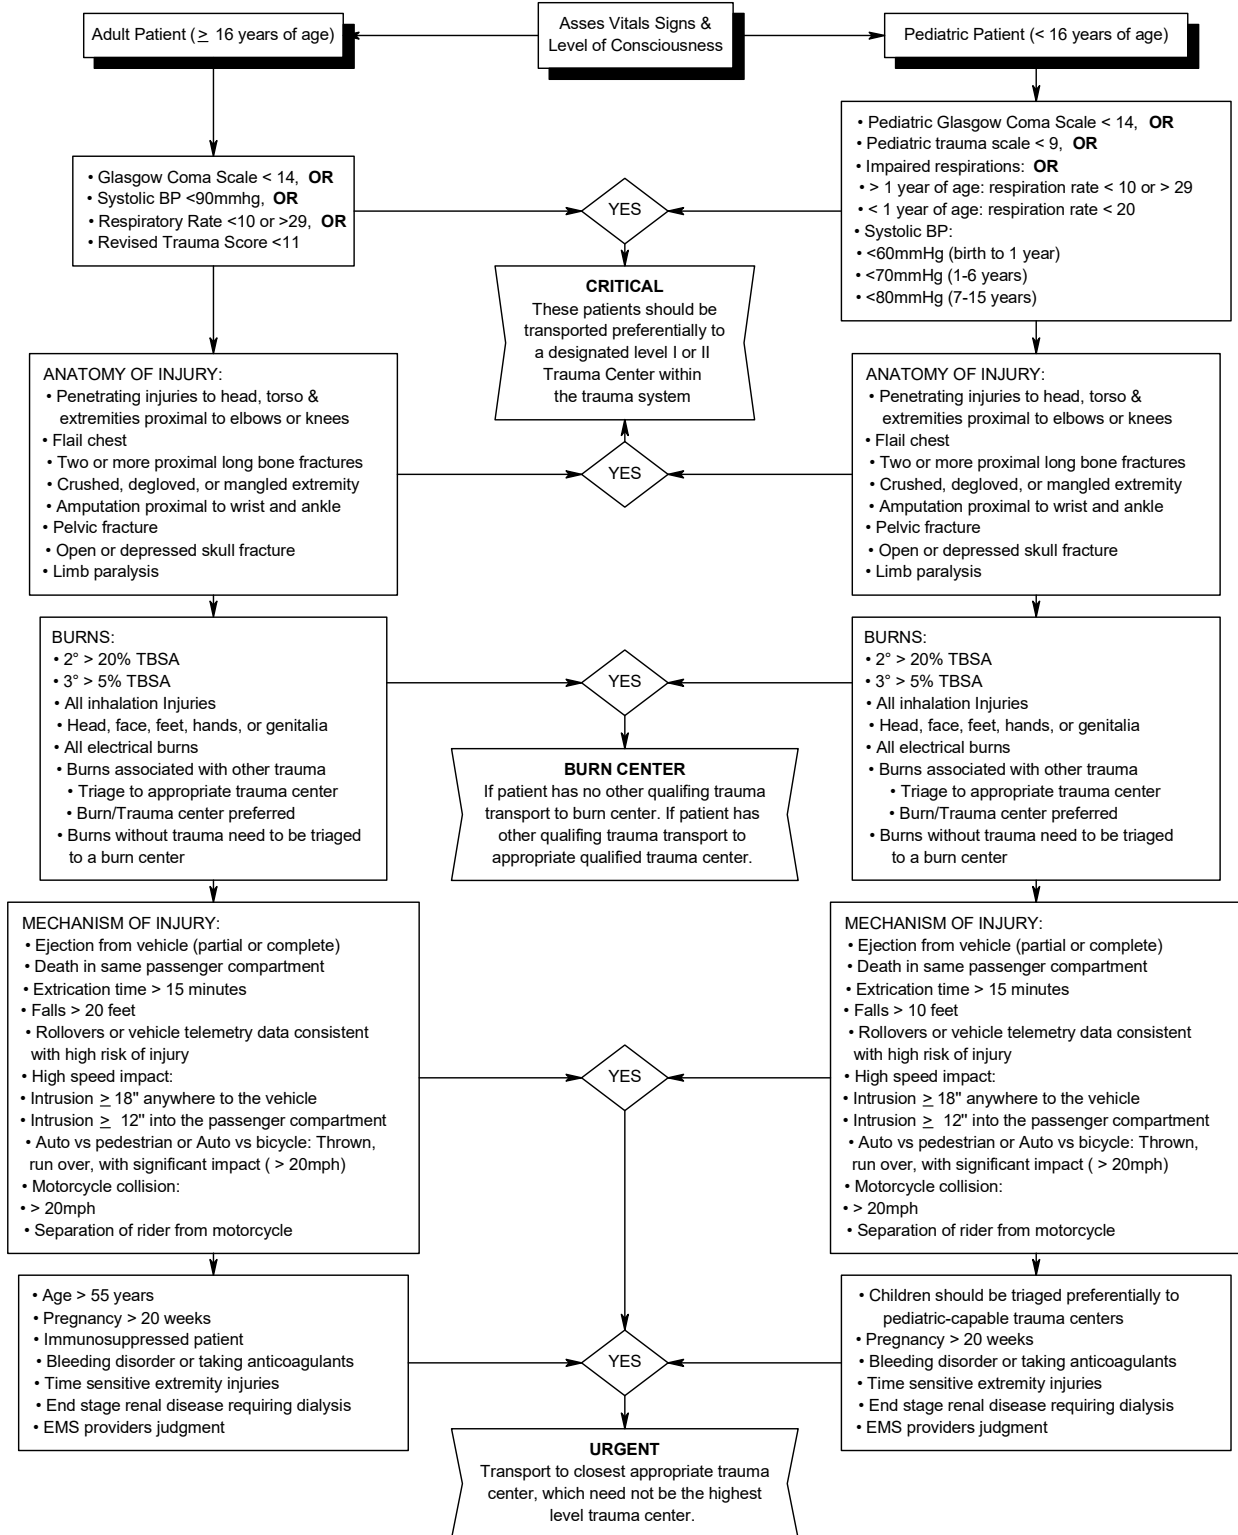 Asses Vitals Signs &
Level of Consciousness
Adult Patient ( ≥ 16 years of age)
Pediatric Patient (< 16 years of age)
• Glasgow Coma Scale < 14, OR
• Systolic BP <90mmhg, OR
• Respiratory Rate <10 or >29, OR
• Revised Trauma Score <11
YES
• Pediatric Glasgow Coma Scale < 14, OR
• Pediatric trauma scale < 9, OR
• Impaired respirations: OR
• > 1 year of age: respiration rate < 10 or > 29
• < 1 year of age: respiration rate < 20
• Systolic BP:
• <60mmHg (birth to 1 year)
• <70mmHg (1-6 years)
• <80mmHg (7-15 years)
CRITICAL
These patients should be
transported preferentially to
a designated level I or II
Trauma Center within
the trauma system
ANATOMY OF INJURY:
• Penetrating injuries to head, torso &
extremities proximal to elbows or knees
• Flail chest
• Two or more proximal long bone fractures
• Crushed, degloved, or mangled extremity
• Amputation proximal to wrist and ankle
• Pelvic fracture
• Open or depressed skull fracture
• Limb paralysis
YES
ANATOMY OF INJURY:
• Penetrating injuries to head, torso &
extremities proximal to elbows or knees
• Flail chest
• Two or more proximal long bone fractures
• Crushed, degloved, or mangled extremity
• Amputation proximal to wrist and ankle
• Pelvic fracture
• Open or depressed skull fracture
• Limb paralysis
BURNS:
• 2° > 20% TBSA
• 3° > 5% TBSA
• All inhalation Injuries
• Head, face, feet, hands, or genitalia
• All electrical burns
• Burns associated with other trauma
• Triage to appropriate trauma center
• Burn/Trauma center preferred
• Burns without trauma need to be triaged
to a burn center
YES
BURN CENTER
If patient has no other qualifing trauma
transport to burn center. If patient has
other qualifing trauma transport to
appropriate qualified trauma center.
BURNS:
• 2° > 20% TBSA
• 3° > 5% TBSA
• All inhalation Injuries
• Head, face, feet, hands, or genitalia
• All electrical burns
• Burns associated with other trauma
• Triage to appropriate trauma center
• Burn/Trauma center preferred
• Burns without trauma need to be triaged
to a burn center
MECHANISM OF INJURY:
• Ejection from vehicle (partial or complete)
• Death in same passenger compartment
• Extrication time > 15 minutes
• Falls > 20 feet
• Rollovers or vehicle telemetry data consistent
with high risk of injury
• High speed impact:
• Intrusion ≥ 18" anywhere to the vehicle
• Intrusion ≥ 12" into the passenger compartment
• Auto vs pedestrian or Auto vs bicycle: Thrown,
run over, with significant impact ( > 20mph)
• Motorcycle collision:
• > 20mph
• Separation of rider from motorcycle
YES
MECHANISM OF INJURY:
• Ejection from vehicle (partial or complete)
• Death in same passenger compartment
• Extrication time > 15 minutes
• Falls > 10 feet
• Rollovers or vehicle telemetry data consistent
with high risk of injury
• High speed impact:
• Intrusion ≥ 18" anywhere to the vehicle
• Intrusion ≥ 12" into the passenger compartment
• Auto vs pedestrian or Auto vs bicycle: Thrown,
run over, with significant impact ( > 20mph)
• Motorcycle collision:
• > 20mph
• Separation of rider from motorcycle
• Age > 55 years
• Pregnancy > 20 weeks
• Immunosuppressed patient
• Bleeding disorder or taking anticoagulants
• Time sensitive extremity injuries
• End stage renal disease requiring dialysis
• EMS providers judgment
YES
• Children should be triaged preferentially to
pediatric-capable trauma centers
• Pregnancy > 20 weeks
• Bleeding disorder or taking anticoagulants
• Time sensitive extremity injuries
• End stage renal disease requiring dialysis
• EMS providers judgment
URGENT
Transport to closest appropriate trauma
center, which need not be the highest
level trauma center.